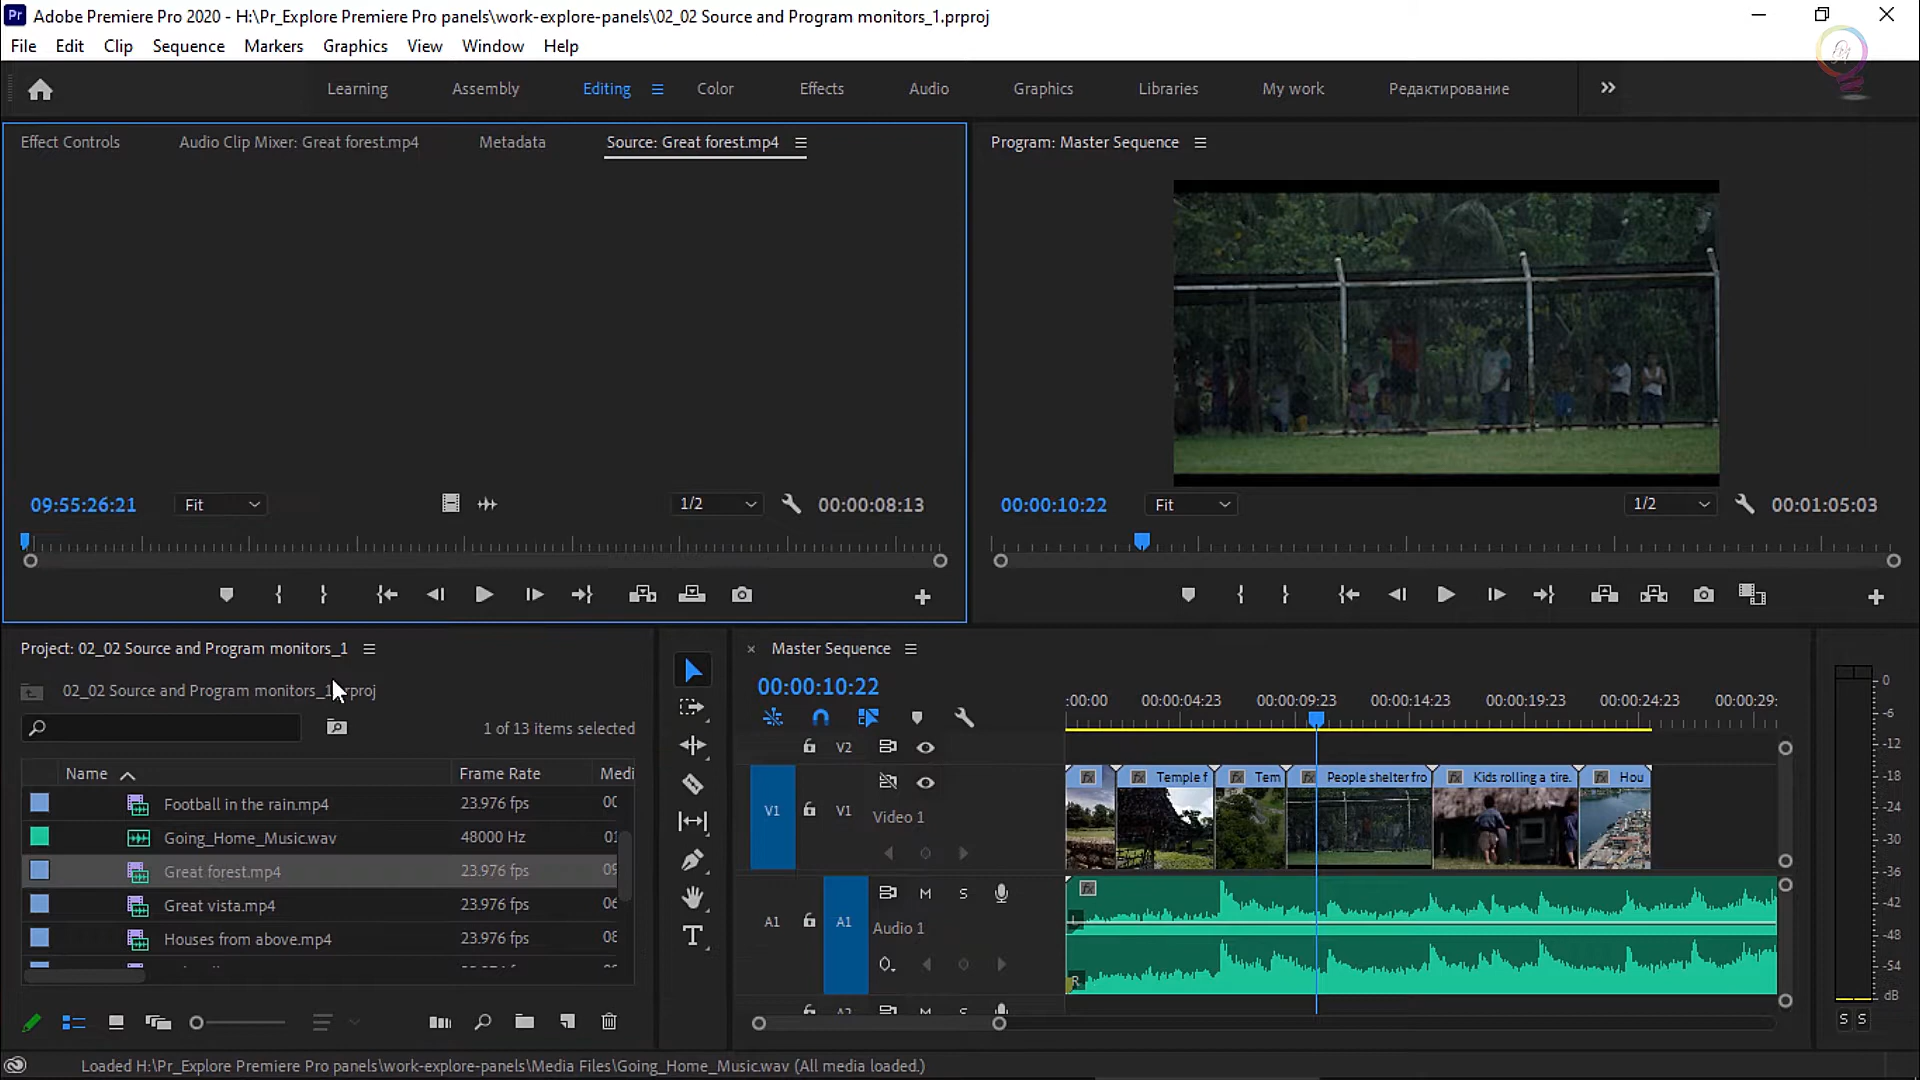 Pr Adobe Premiere Pro 2020 - H:\Pr_Explore Premiere Pro panels\work-explore-panels\02_02 Source and Program monitors_1.prproj
File Edit Clip Sequence Markers Graphics View Window Help
Learning Assembly Editing Color Effects Audio Graphics Libraries My work Редактирование
Effect Controls Audio Clip Mixer: Great forest.mp4 Metadata Source: Great forest.mp4
Program: Master Sequence
09:55:26:21 Fit 1/2 00:00:08:13
00:00:10:22 Fit 1/2 00:01:05:03
Project: 02_02 Source and Program monitors_1
02_02 Source and Program monitors_1.prproj
1 of 13 items selected
Name Frame Rate Medi
Football in the rain.mp4 23.976 fps 00
Going_Home_Music.wav 48000 Hz 01
Great forest.mp4 23.976 fps 09
Great vista.mp4 23.976 fps 06
Houses from above.mp4 23.976 fps 08
Master Sequence
00:00:10:22
:00:00 00:00:04:23 00:00:09:23 00:00:14:23 00:00:19:23 00:00:24:23 00:00:29:
V2
fx fx Temple f fx Tem fx People shelter fro fx Kids rolling a tire. fx Hou
V1 V1 Video 1
A1 A1 M S Audio 1
fx
L
R
A2 M S
0
-6
-12
-18
-24
-30
-36
-42
-48
-54
dB
S S
Loaded H:\Pr_Explore Premiere Pro panels\work-explore-panels\Media Files\Going_Home_Music.wav (All media loaded.)